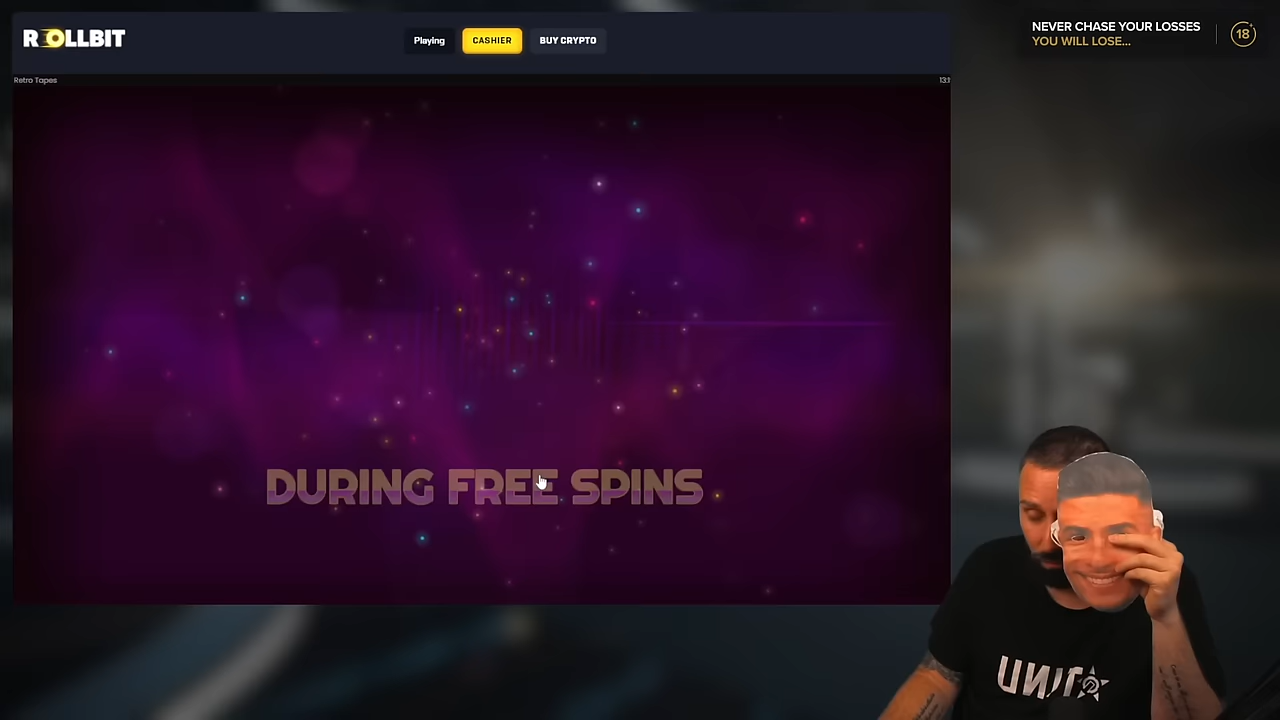 ROLLBIT
Playing
CASHIER
BUY CRYPTO
NEVER CHASE YOUR LOSSES
YOU WILL LOSE...
18
Retro Tapes
DURING FREE SPINS